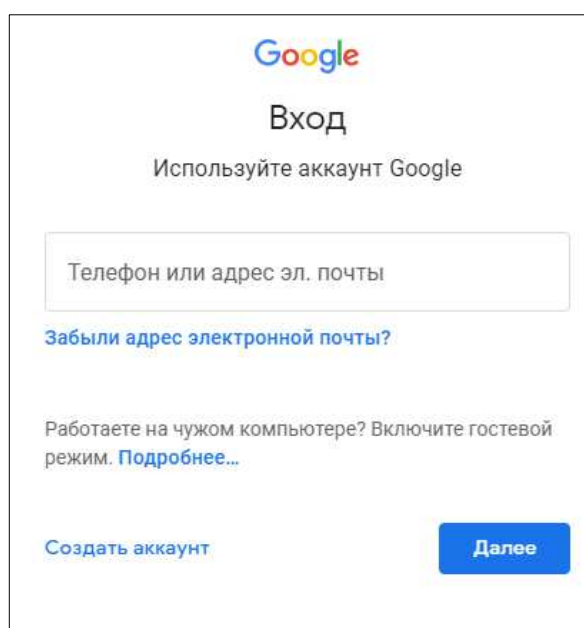 Google
Вход
Используйте аккаунт Google
Телефон или адрес эл. почты
Забыли адрес электронной почты?
Работаете на чужом компьютере? Включите гостевой
режим. Подробнее...
Создать аккаунт
Далее